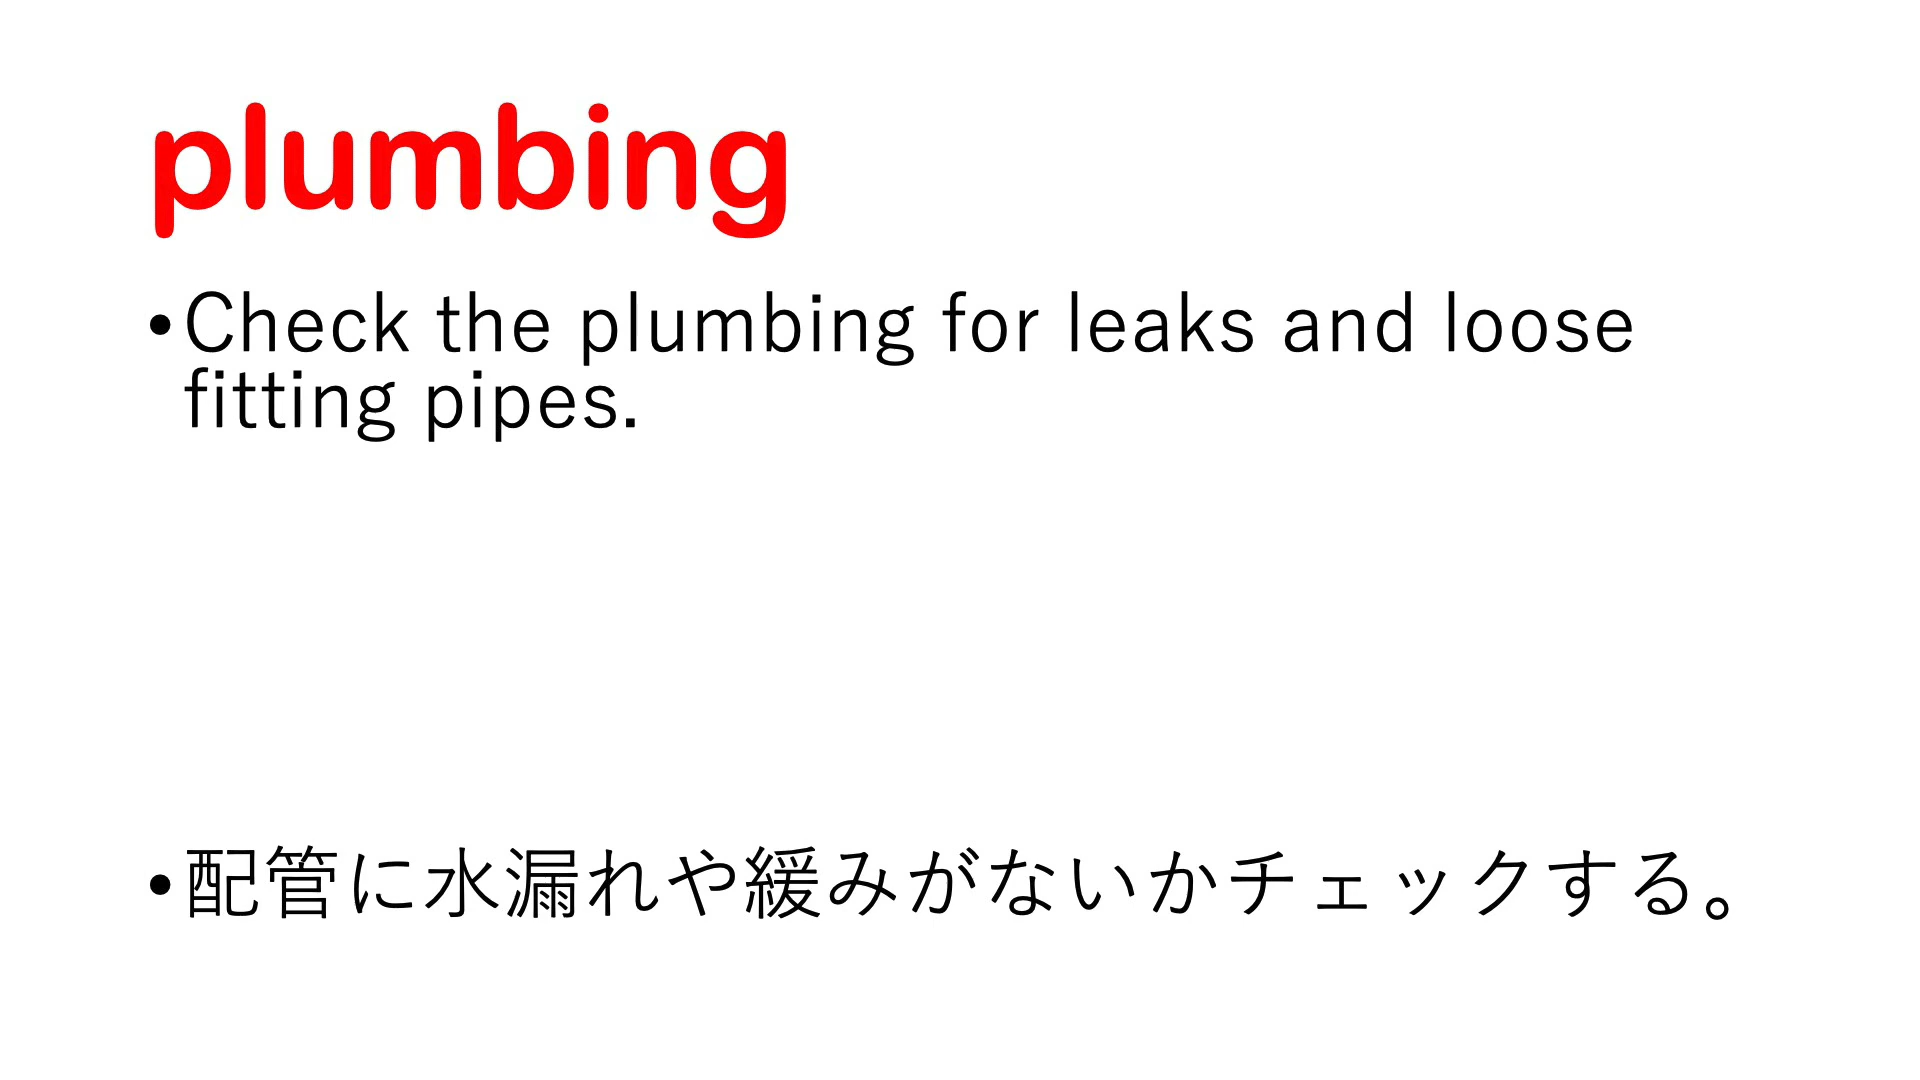 plumbing
•Check the plumbing for leaks and loose
fitting pipes.
•配管に水漏れや緩みがないかチェックする。